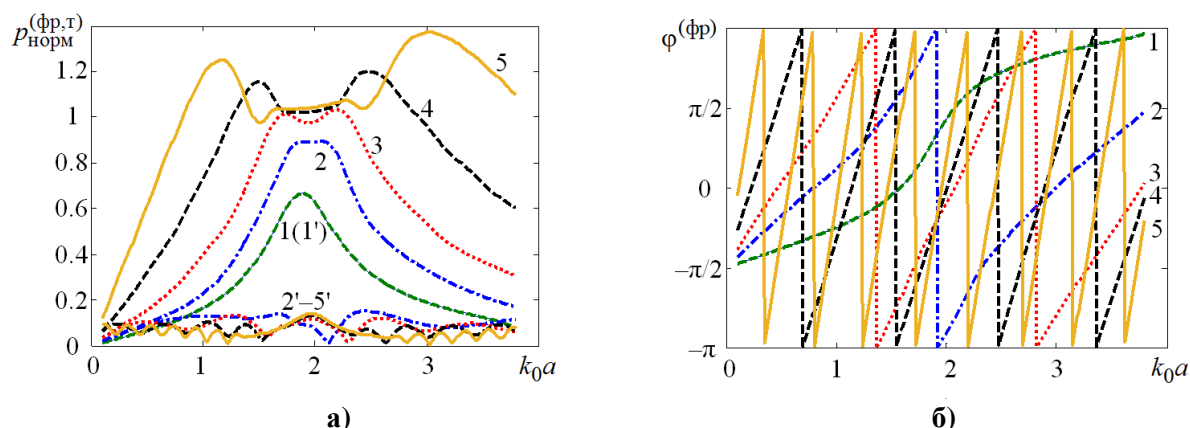 p_норм^(фр,т)
1.2
1
0.8
0.6
0.4
0.2
0
0 1 2 3 k₀a
5
4
3
2
1(1')
2'–5'
а)
φ^(фр)
π/2
0
–π/2
–π
0 1 2 3 k₀a
1
2
3
4
5
б)